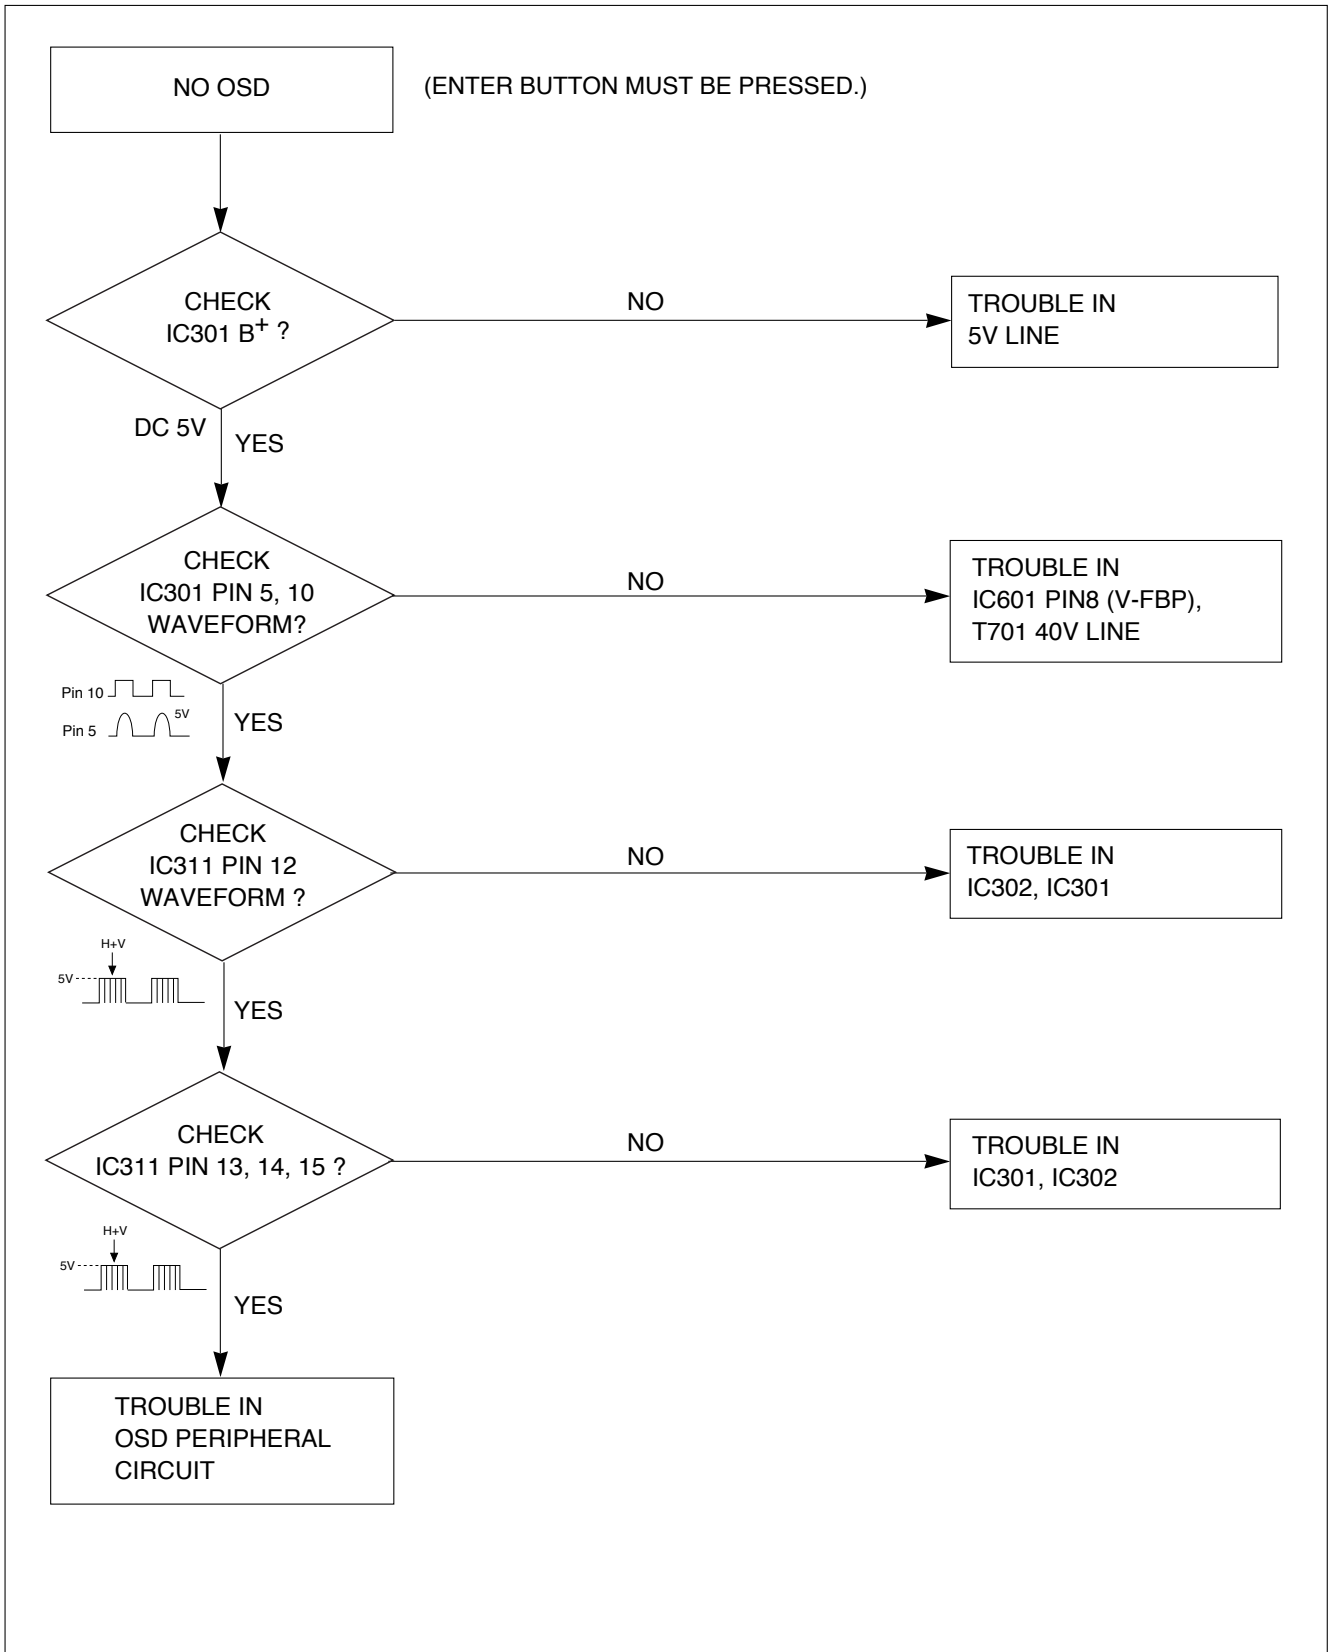 NO OSD
(ENTER BUTTON MUST BE PRESSED.)
CHECK
IC301 B+ ?
NO
TROUBLE IN
5V LINE
DC 5V
YES
CHECK
IC301 PIN 5, 10
WAVEFORM?
NO
TROUBLE IN
IC601 PIN8 (V-FBP),
T701 40V LINE
Pin 10
Pin 5
5V
YES
CHECK
IC311 PIN 12
WAVEFORM ?
NO
TROUBLE IN
IC302, IC301
H+V
5V
YES
CHECK
IC311 PIN 13, 14, 15 ?
NO
TROUBLE IN
IC301, IC302
H+V
5V
YES
TROUBLE IN
OSD PERIPHERAL
CIRCUIT